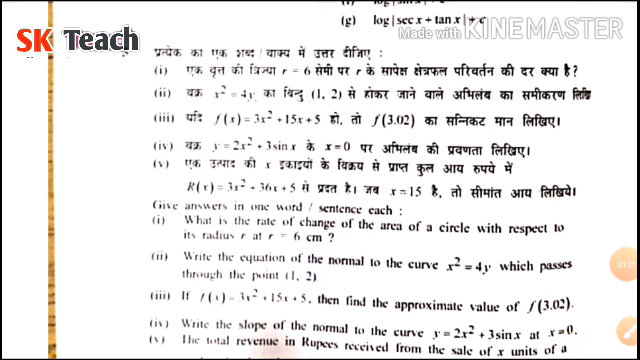 (g) log|sec x + tan x| + c
SK Teach
Made with KINEMASTER
प्रत्येक का एक शब्द / वाक्य में उत्तर दीजिए :
(i) एक वृत्त की त्रिज्या r = 6 सेमी पर r के सापेक्ष क्षेत्रफल परिवर्तन की दर क्या है ?
(ii) वक्र x² = 4y का बिन्दु (1, 2) से होकर जाने वाले अभिलंब का समीकरण लिखि
(iii) यदि f(x) = 3x² + 15x + 5 हो, तो f(3.02) का सन्निकट मान लिखिए।
(iv) वक्र y = 2x² + 3sinx के x = 0 पर अभिलंब की प्रवणता लिखिए।
(v) एक उत्पाद की x इकाइयों के विक्रय से प्राप्त कुल आय रुपये में
R(x) = 3x² + 36x + 5 से प्रदत है। जब x = 15 है, तो सीमांत आय लिखिये।
Give answers in one word / sentence each :
(i) What is the rate of change of the area of a circle with respect to
its radius r at r = 6 cm ?
(ii) Write the equation of the normal to the curve x² = 4y which passes
through the point (1, 2)
(iii) If f(x) = 3x² + 15x + 5, then find the approximate value of f(3.02).
(iv) Write the slope of the normal to the curve y = 2x² + 3sinx at x = 0.
(v) The total revenue in Rupees received from the sale of x units of a